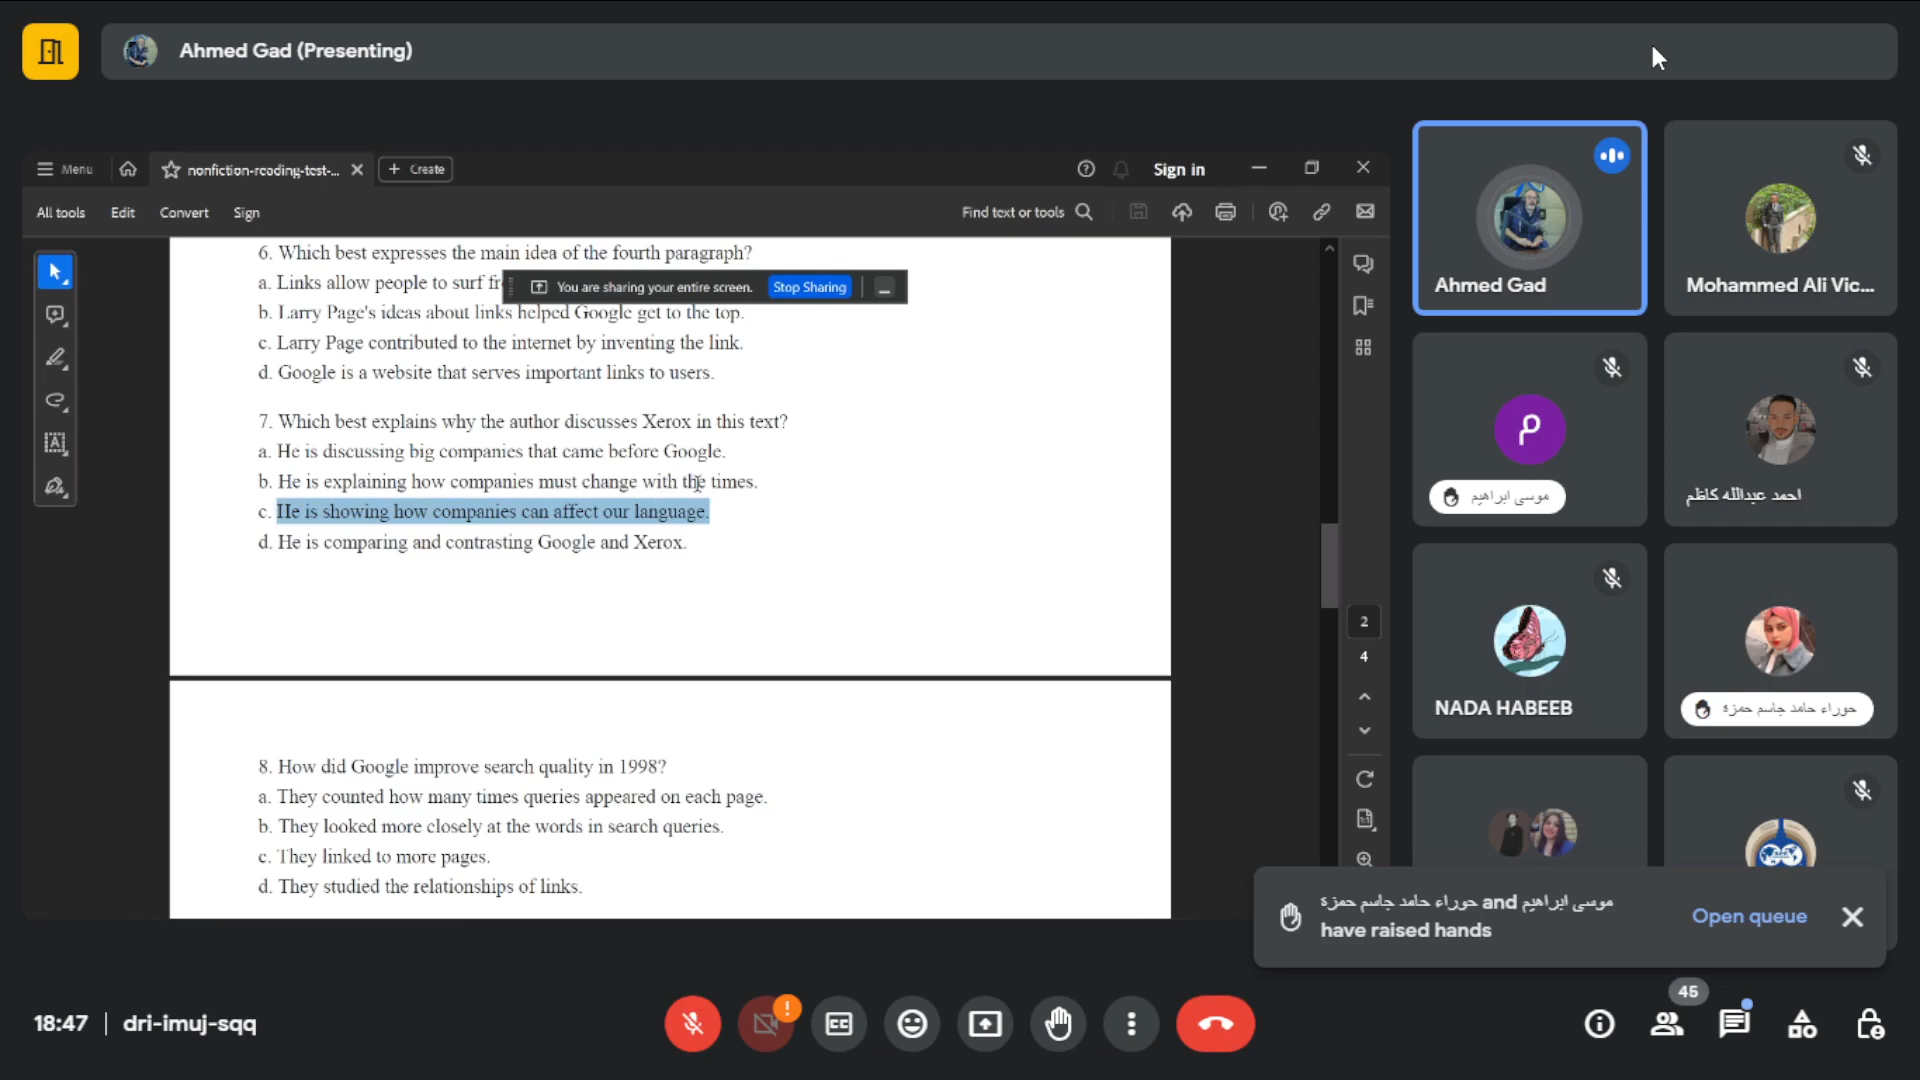 Ahmed Gad (Presenting)
Menu
nonfiction-reading-test-...
Create
Sign in
All tools
Edit
Convert
Sign
Find text or tools
6. Which best expresses the main idea of the fourth paragraph?
a. Links allow people to surf fr
You are sharing your entire screen.
Stop Sharing
b. Larry Page's ideas about links helped Google get to the top.
c. Larry Page contributed to the internet by inventing the link.
d. Google is a website that serves important links to users.
7. Which best explains why the author discusses Xerox in this text?
a. He is discussing big companies that came before Google.
b. He is explaining how companies must change with the times.
c. He is showing how companies can affect our language.
d. He is comparing and contrasting Google and Xerox.
8. How did Google improve search quality in 1998?
a. They counted how many times queries appeared on each page.
b. They looked more closely at the words in search queries.
c. They linked to more pages.
d. They studied the relationships of links.
2
4
Ahmed Gad
Mohammed Ali Vic...
م
موسى ابراهيم
احمد عبدالله كاظم
NADA HABEEB
حوراء حامد جاسم حمزة
موسى ابراهيم and حوراء حامد جاسم حمزة
have raised hands
Open queue
18:47
dri-imuj-sqq
45